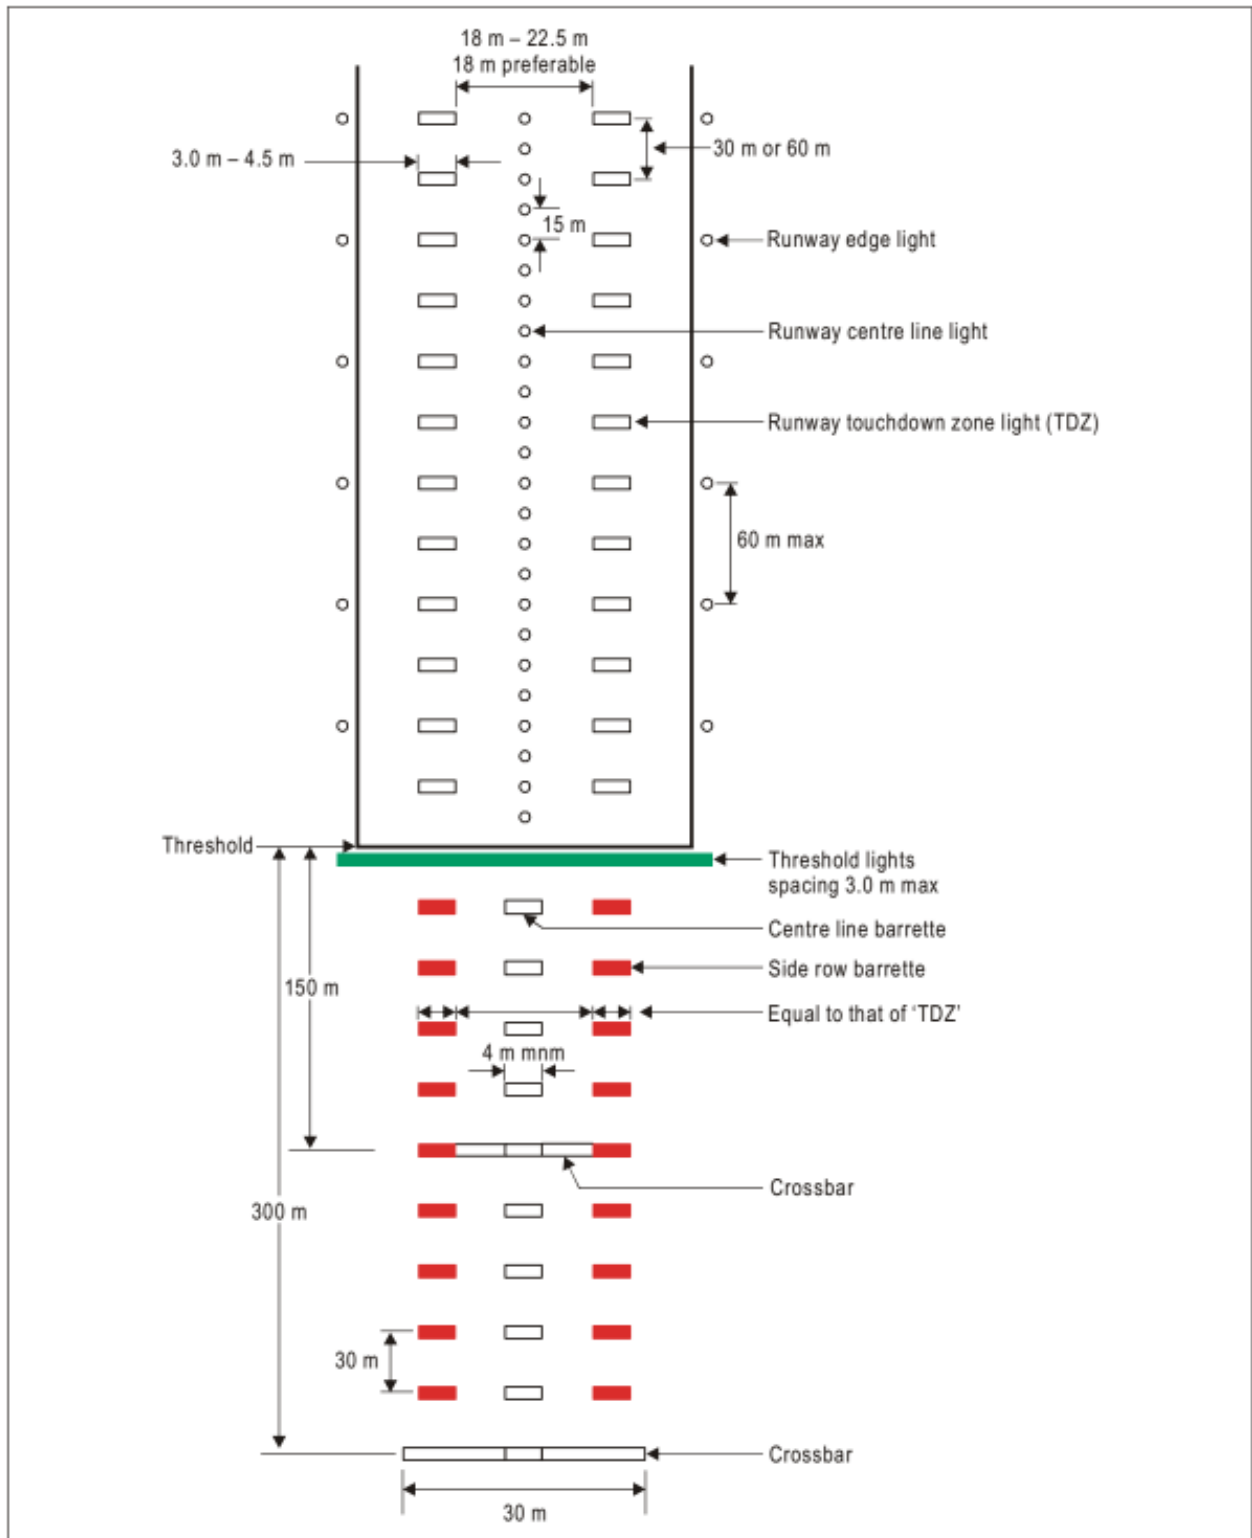 18 m – 22.5 m
18 m preferable
3.0 m – 4.5 m
30 m or 60 m
15 m
Runway edge light
Runway centre line light
Runway touchdown zone light (TDZ)
60 m max
Threshold
Threshold lights
spacing 3.0 m max
Centre line barrette
Side row barrette
150 m
Equal to that of ‘TDZ’
4 m mnm
Crossbar
300 m
30 m
Crossbar
30 m